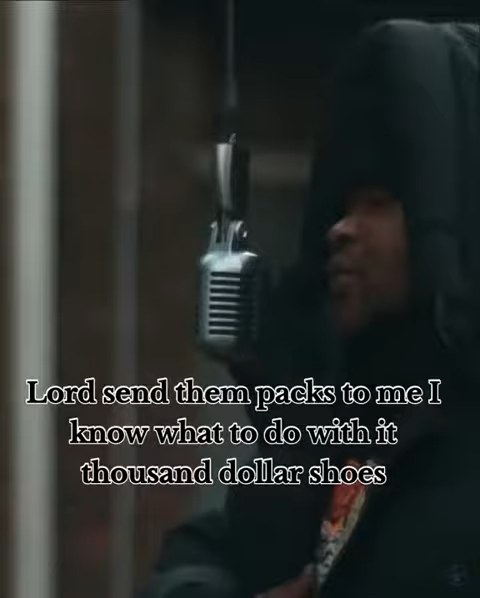 Lord send them packs to me I
know what to do with it
thousand dollar shoes